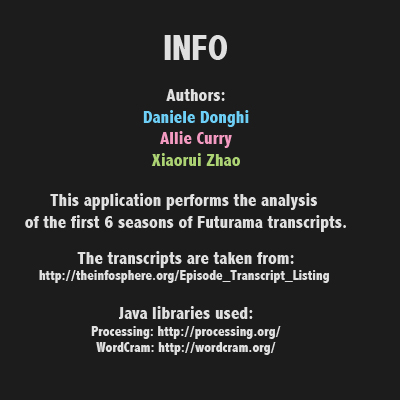 INFO
Authors:
Daniele Donghi
Allie Curry
Xiaorui Zhao
This application performs the analysis
of the first 6 seasons of Futurama transcripts.
The transcripts are taken from:
http://theinfosphere.org/Episode_Transcript_Listing
Java libraries used:
Processing: http://processing.org/
WordCram: http://wordcram.org/